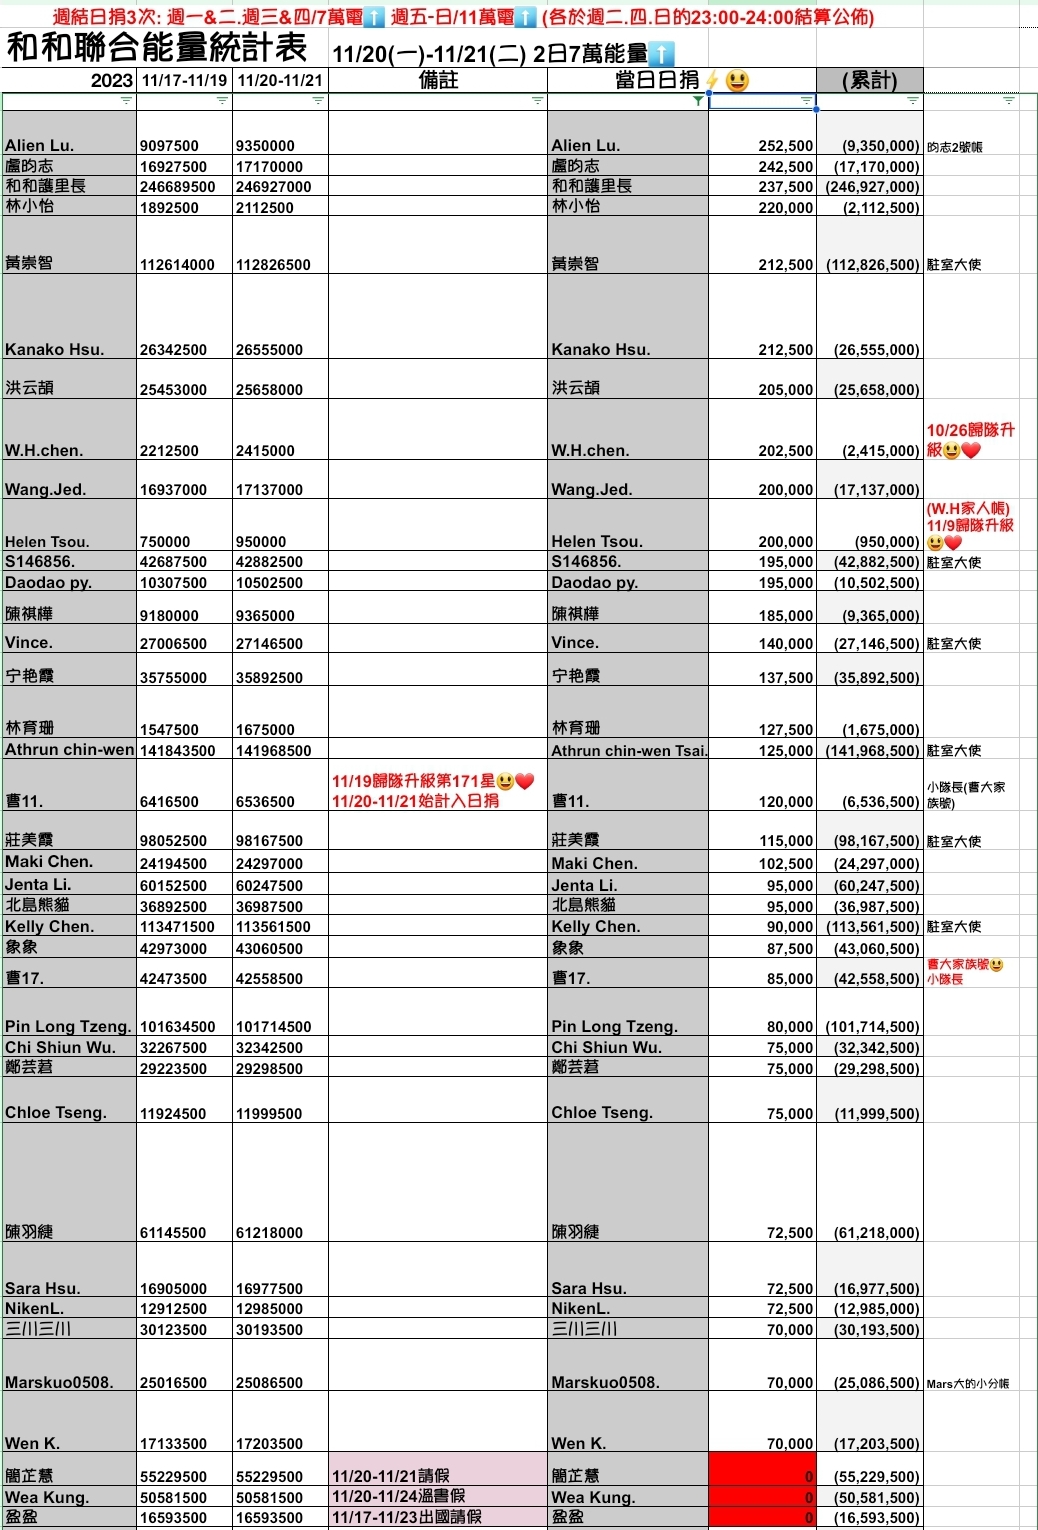 週結日捐3次: 週一&二.週三&四/7萬電⬆️ 週五-日/11萬電⬆️ (各於週二.四.日的23:00-24:00結算公佈)
和和聯合能量統計表 11/20(一)-11/21(二) 2日7萬能量⬆️
2023 11/17-11/19 11/20-11/21 備註 當日日捐⚡😃 (累計)
Alien Lu. 9097500 9350000 Alien Lu. 252,500 (9,350,000) 昀志2號帳
盧昀志 16927500 17170000 盧昀志 242,500 (17,170,000)
和和護里長 246689500 246927000 和和護里長 237,500 (246,927,000)
林小怡 1892500 2112500 林小怡 220,000 (2,112,500)
黃崇智 112614000 112826500 黃崇智 212,500 (112,826,500) 駐室大使
Kanako Hsu. 26342500 26555000 Kanako Hsu. 212,500 (26,555,000)
洪云頡 25453000 25658000 洪云頡 205,000 (25,658,000)
W.H.chen. 2212500 2415000 W.H.chen. 202,500 (2,415,000) 10/26歸隊升級😃❤️
Wang.Jed. 16937000 17137000 Wang.Jed. 200,000 (17,137,000)
Helen Tsou. 750000 950000 Helen Tsou. 200,000 (950,000) (W.H家人帳) 11/9歸隊升級😃❤️
S146856. 42687500 42882500 S146856. 195,000 (42,882,500) 駐室大使
Daodao py. 10307500 10502500 Daodao py. 195,000 (10,502,500)
陳祺樺 9180000 9365000 陳祺樺 185,000 (9,365,000)
Vince. 27006500 27146500 Vince. 140,000 (27,146,500) 駐室大使
宁艳霞 35755000 35892500 宁艳霞 137,500 (35,892,500)
林育珊 1547500 1675000 林育珊 127,500 (1,675,000)
Athrun chin-wen 141843500 141968500 Athrun chin-wen Tsai. 125,000 (141,968,500) 駐室大使
曹11. 6416500 6536500 11/19歸隊升級第171星😃❤️ 11/20-11/21始計入日捐 曹11. 120,000 (6,536,500) 小隊長(曹大家族號)
莊美霞 98052500 98167500 莊美霞 115,000 (98,167,500) 駐室大使
Maki Chen. 24194500 24297000 Maki Chen. 102,500 (24,297,000)
Jenta Li. 60152500 60247500 Jenta Li. 95,000 (60,247,500)
北島熊貓 36892500 36987500 北島熊貓 95,000 (36,987,500)
Kelly Chen. 113471500 113561500 Kelly Chen. 90,000 (113,561,500) 駐室大使
象象 42973000 43060500 象象 87,500 (43,060,500)
曹17. 42473500 42558500 曹17. 85,000 (42,558,500) 曹大家族號😃小隊長
Pin Long Tzeng. 101634500 101714500 Pin Long Tzeng. 80,000 (101,714,500)
Chi Shiun Wu. 32267500 32342500 Chi Shiun Wu. 75,000 (32,342,500)
鄭芸莙 29223500 29298500 鄭芸莙 75,000 (29,298,500)
Chloe Tseng. 11924500 11999500 Chloe Tseng. 75,000 (11,999,500)
陳羽緁 61145500 61218000 陳羽緁 72,500 (61,218,000)
Sara Hsu. 16905000 16977500 Sara Hsu. 72,500 (16,977,500)
NikenL. 12912500 12985000 NikenL. 72,500 (12,985,000)
三川三川 30123500 30193500 三川三川 70,000 (30,193,500)
Marskuo0508. 25016500 25086500 Marskuo0508. 70,000 (25,086,500) Mars大的小分帳
Wen K. 17133500 17203500 Wen K. 70,000 (17,203,500)
簡芷慧 55229500 55229500 11/20-11/21請假 簡芷慧 0 (55,229,500)
Wea Kung. 50581500 50581500 11/20-11/24溫書假 Wea Kung. 0 (50,581,500)
盈盈 16593500 16593500 11/17-11/23出國請假 盈盈 0 (16,593,500)